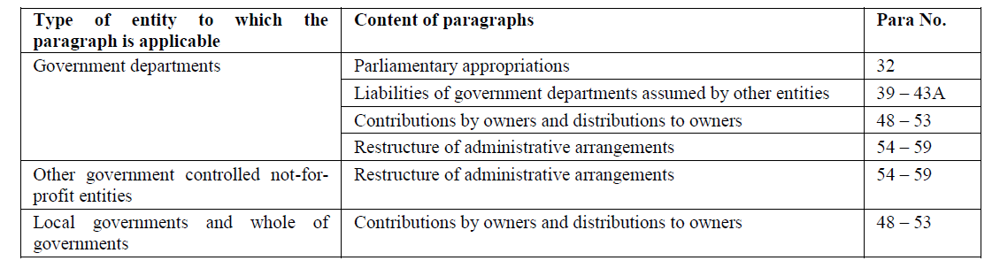 Type of entity to which the Content of paragraphs Para No.
paragraph is applicable
Government departments Parliamentary appropriations 32
Liabilities of government departments assumed by other entities 39 – 43A
Contributions by owners and distributions to owners 48 – 53
Restructure of administrative arrangements 54 – 59
Other government controlled not-for- Restructure of administrative arrangements 54 – 59
profit entities
Local governments and whole of Contributions by owners and distributions to owners 48 – 53
governments